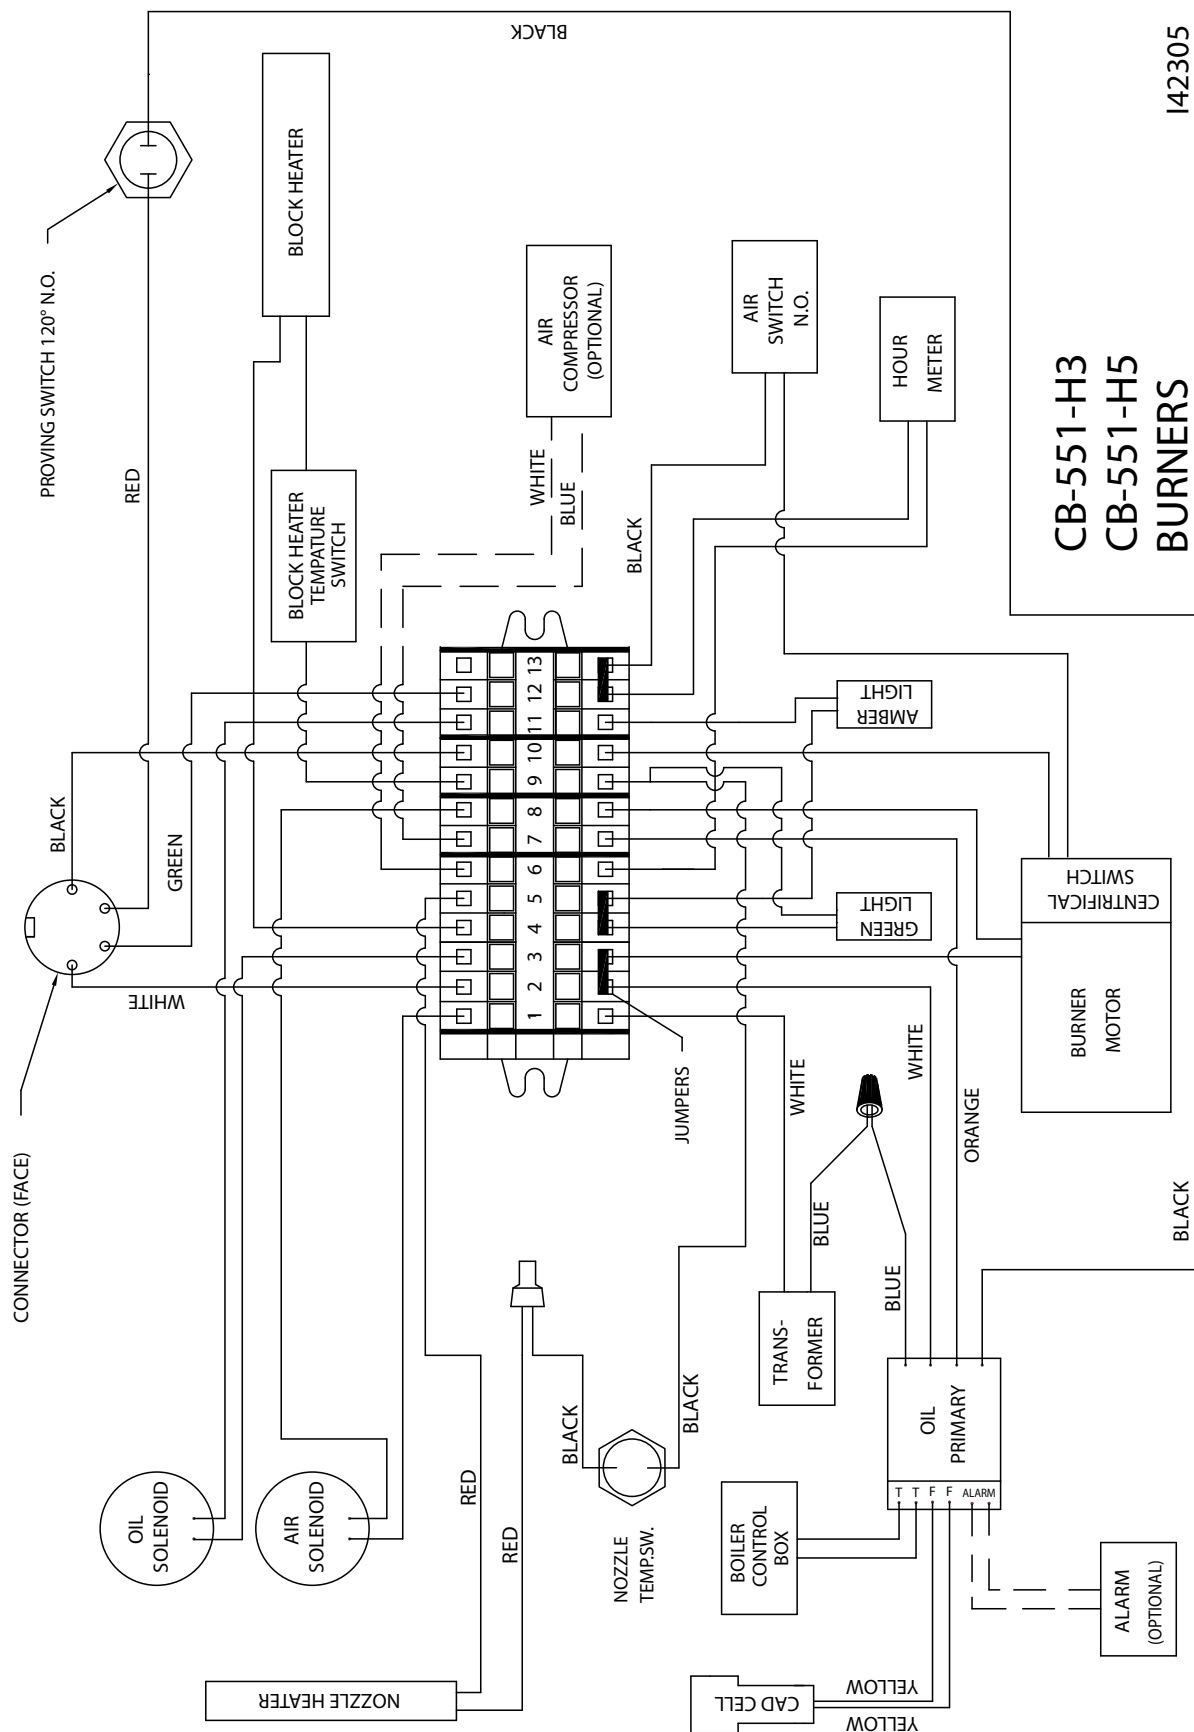 CONNECTOR (FACE)
PROVING SWITCH 120° N.O.
BLACK
BLACK
RED
WHITE
GREEN
BLOCK HEATER
BLOCK HEATER
TEMPATURE
SWITCH
OIL
SOLENOID
AIR
SOLENOID
NOZZLE HEATER
RED
RED
BLACK
BLACK
NOZZLE
TEMP.SW.
AIR
COMPRESSOR
(OPTIONAL)
WHITE
BLUE
1 2 3 4 5 6 7 8 9 10 11 12 13
JUMPERS
BLACK
AIR
SWITCH
N.O.
HOUR
METER
AMBER
LIGHT
GREEN
LIGHT
WHITE
BLUE
TRANS-
FORMER
BLUE
WHITE
ORANGE
BOILER
CONTROL
BOX
CAD CELL
YELLOW
YELLOW
T T F F ALARM
OIL
PRIMARY
ALARM
(OPTIONAL)
BURNER
MOTOR
CENTRIFICAL
SWITCH
BLACK
CB-551-H3
CB-551-H5
BURNERS
I42305